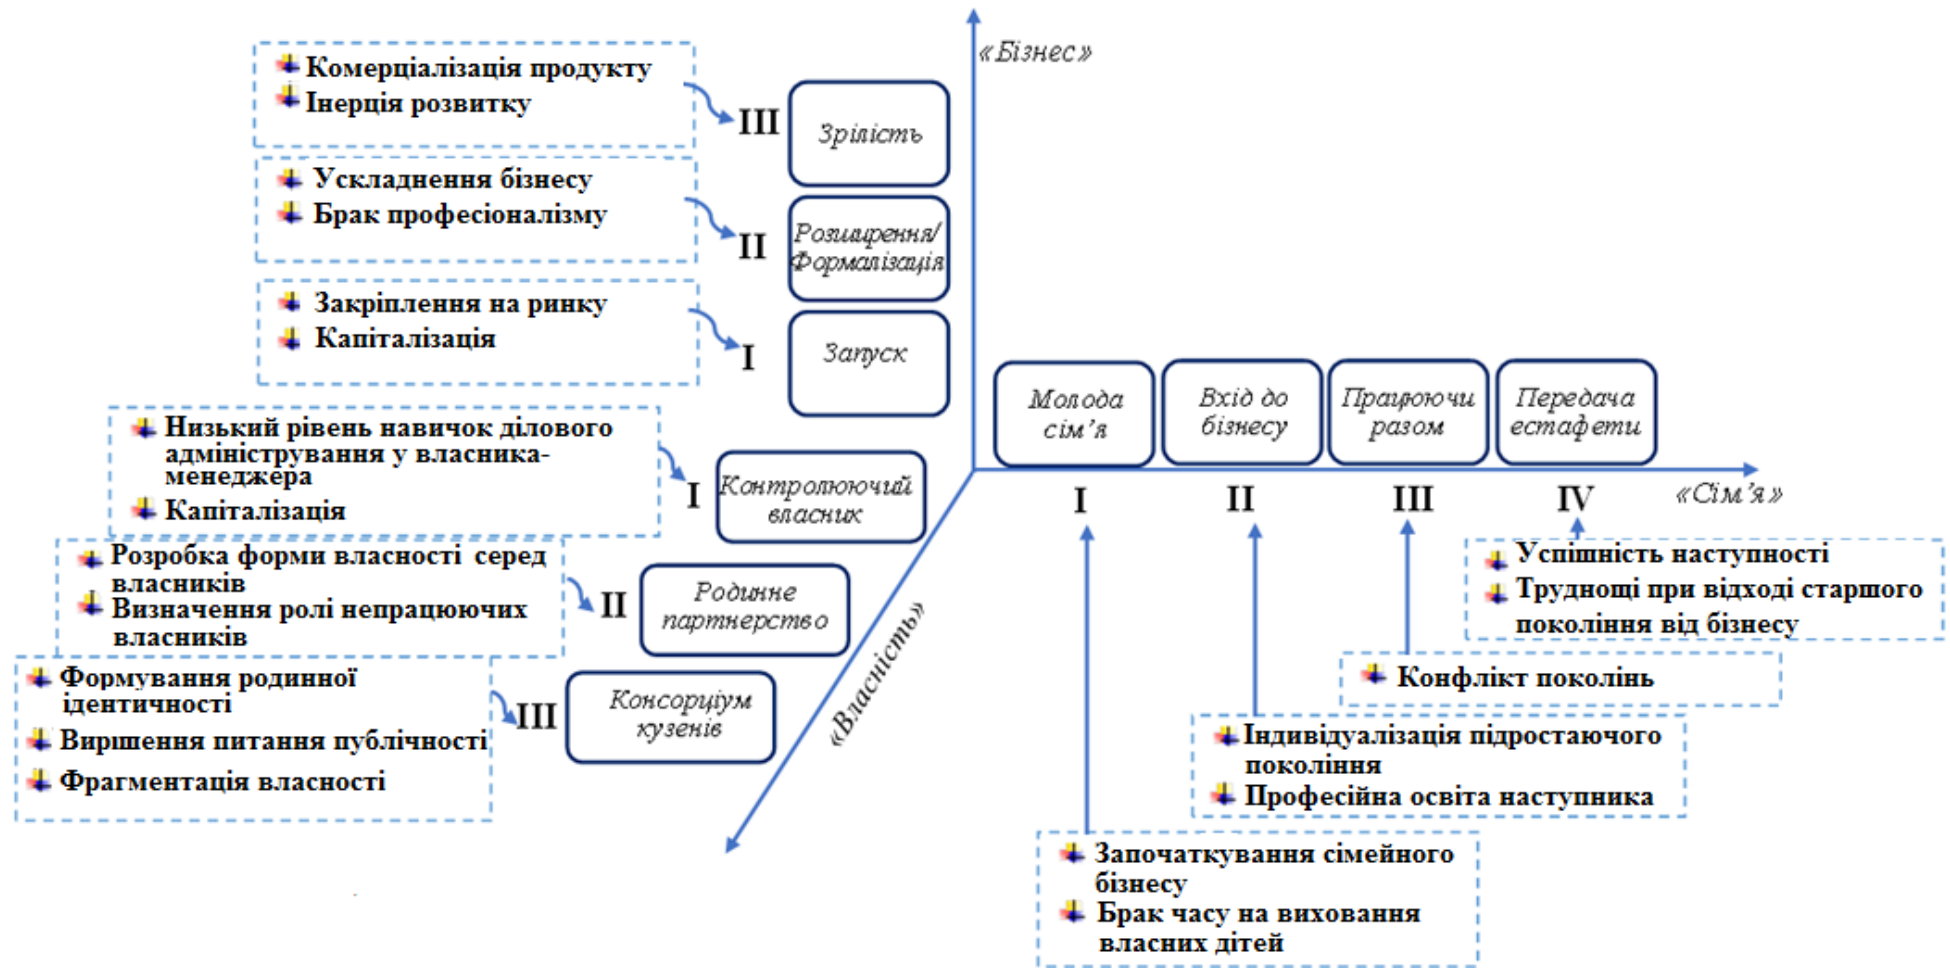 «Бізнес»
Комерціалізація продукту
Інерція розвитку
III
Зрілість
Ускладнення бізнесу
Брак професіоналізму
II
Розширення/
Формалізація
Закріплення на ринку
Капіталізація
I
Запуск
Молода
сім’я
Вхід до
бізнесу
Працюючи
разом
Передача
естафети
I
II
III
IV
«Сім’я»
Низький рівень навичок ділового
адміністрування у власника-
менеджера
Капіталізація
I
Контролюючий
власник
Розробка форми власності серед
власників
Визначення ролі непрацюючих
власників
II
Родинне
партнерство
Формування родинної
ідентичності
Виршення питання публічності
Фрагментація власності
III
Консорціум
кузенів
«Власність»
Успішність наступності
Труднощі при відході старшого
покоління від бізнесу
Конфлікт поколінь
Індивідуалізація підростаючого
покоління
Професійна освіта наступника
Започаткування сімейного
бізнесу
Брак часу на виховання
власних дітей